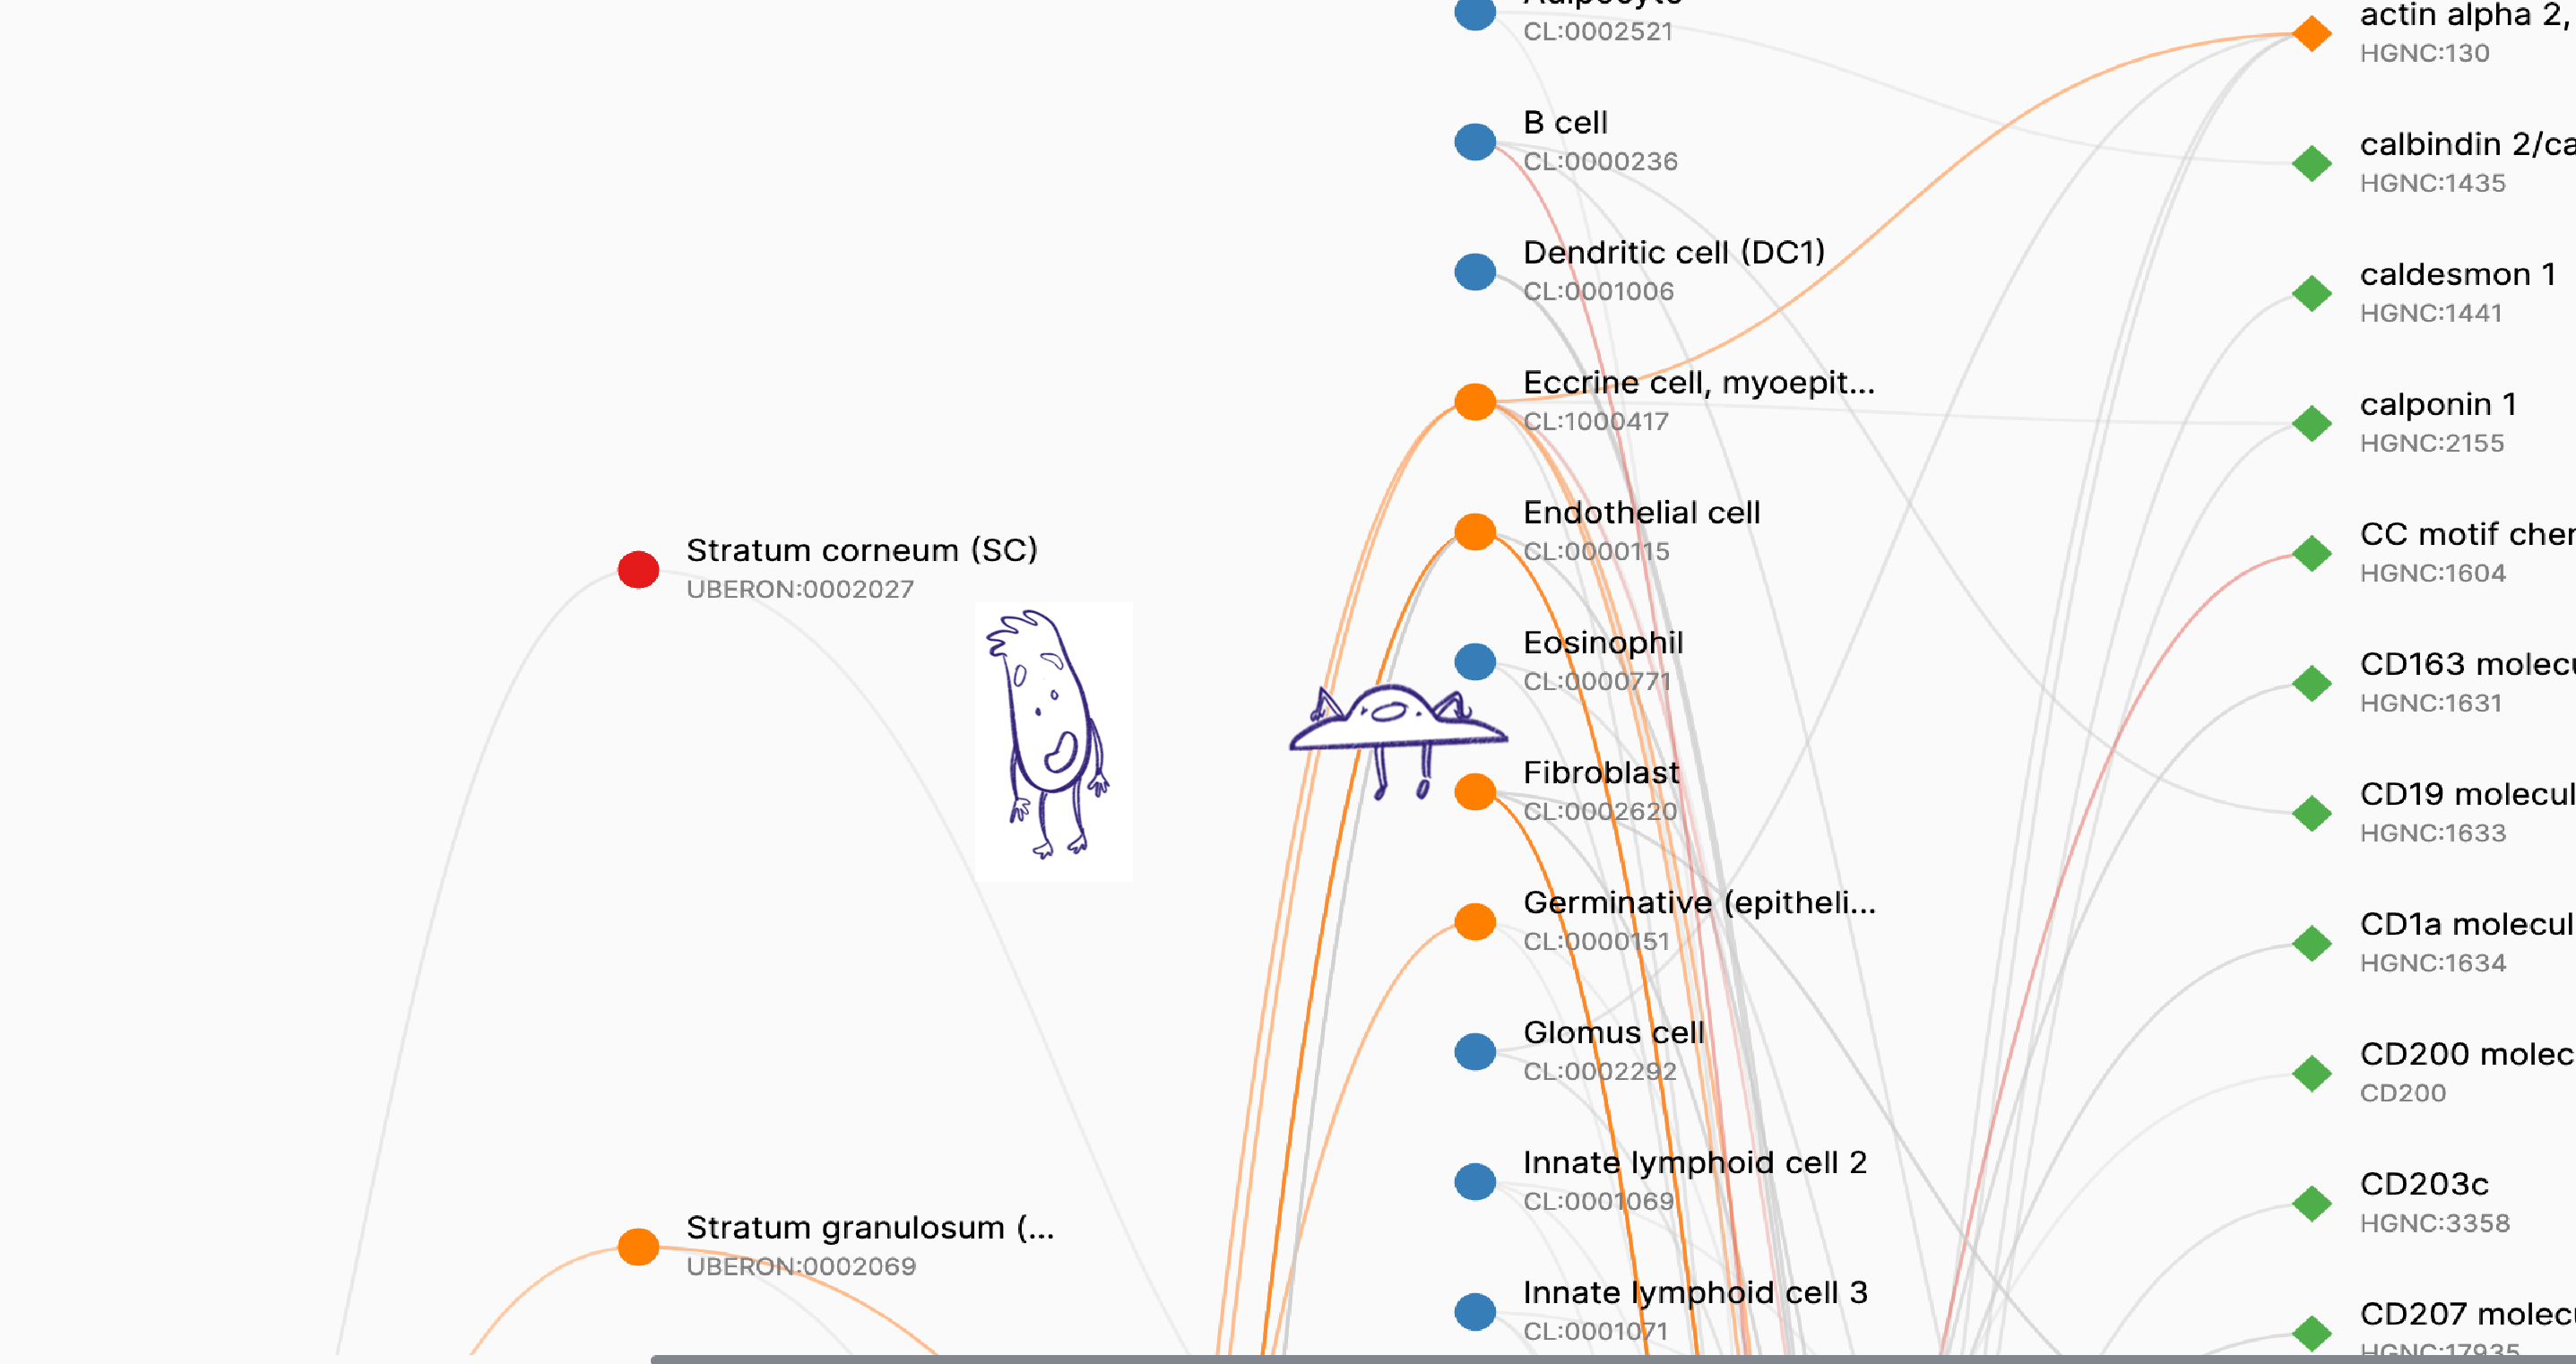 CL:0002521
B cell
CL:0000236
Dendritic cell (DC1)
CL:0001006
Eccrine cell, myoepit...
CL:1000417
Endothelial cell
CL:0000115
Eosinophil
CL:0000771
Fibroblast
CL:0002620
Germinative (epitheli...
CL:0000151
Glomus cell
CL:0002292
Innate lymphoid cell 2
CL:0001069
Innate lymphoid cell 3
CL:0001071
Stratum corneum (SC)
UBERON:0002027
Stratum granulosum (...
UBERON:0002069
actin alpha 2,
HGNC:130
calbindin 2/ca
HGNC:1435
caldesmon 1
HGNC:1441
calponin 1
HGNC:2155
CC motif cher
HGNC:1604
CD163 molecu
HGNC:1631
CD19 molecul
HGNC:1633
CD1a molecul
HGNC:1634
CD200 molec
CD200
CD203c
HGNC:3358
CD207 molecu
HGNC:17935